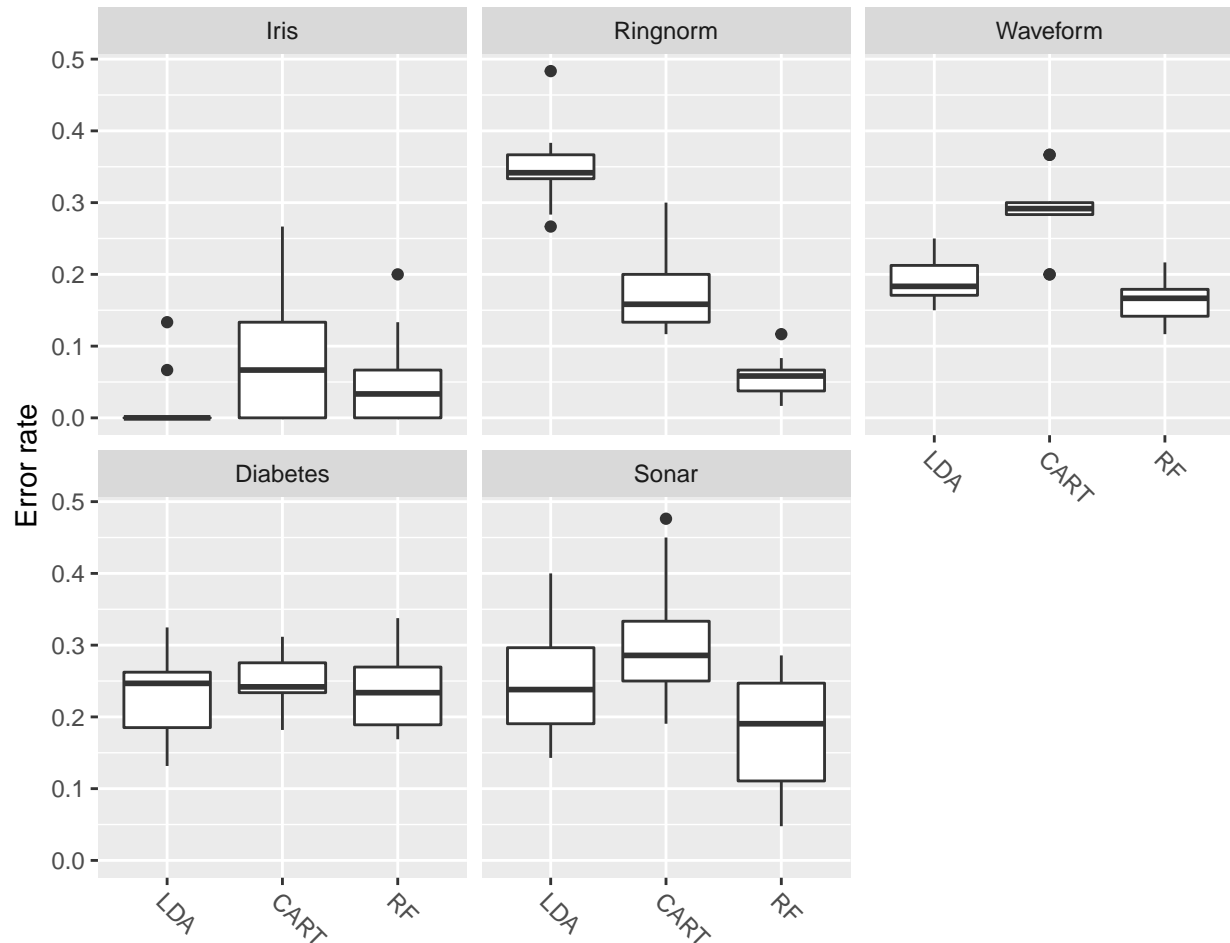 Iris Ringnorm Waveform
0.5
0.4
0.3
0.2
0.1
0.0
LDA CART RF
Diabetes Sonar
Error rate
0.5
0.4
0.3
0.2
0.1
0.0
LDA CART RF LDA CART RF